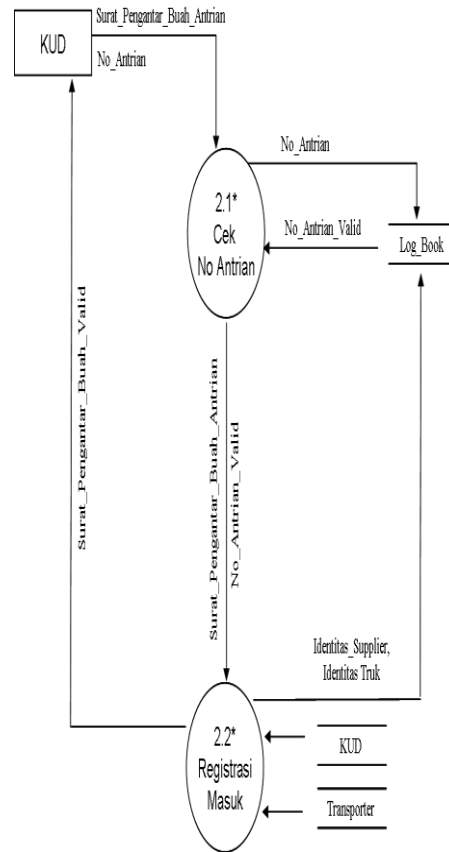 Surat_Pengantar_Buah_Antrian
KUD
No_Antrian
No_Antrian
2.1*
Cek
No Antrian
No_Antrian_Valid
Log_Book
Surat_Pengantar_Buah_Valid
Surat_Pengantar_Buah_Antrian
No_Antrian_Valid
Identitas_Supplier,
Identitas Truk
2.2*
Registrasi
Masuk
KUD
Transporter